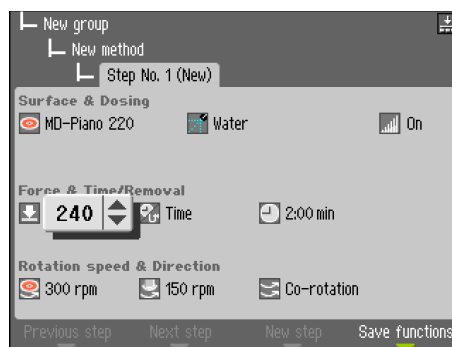 New group
New method
Step No. 1 (New)
Surface & Dosing
MD-Piano 220 Water On
Force & Time/Removal
240 Time 2:00 min
Rotation speed & Direction
300 rpm 150 rpm Co-rotation
Previous step Next step New step Save functions